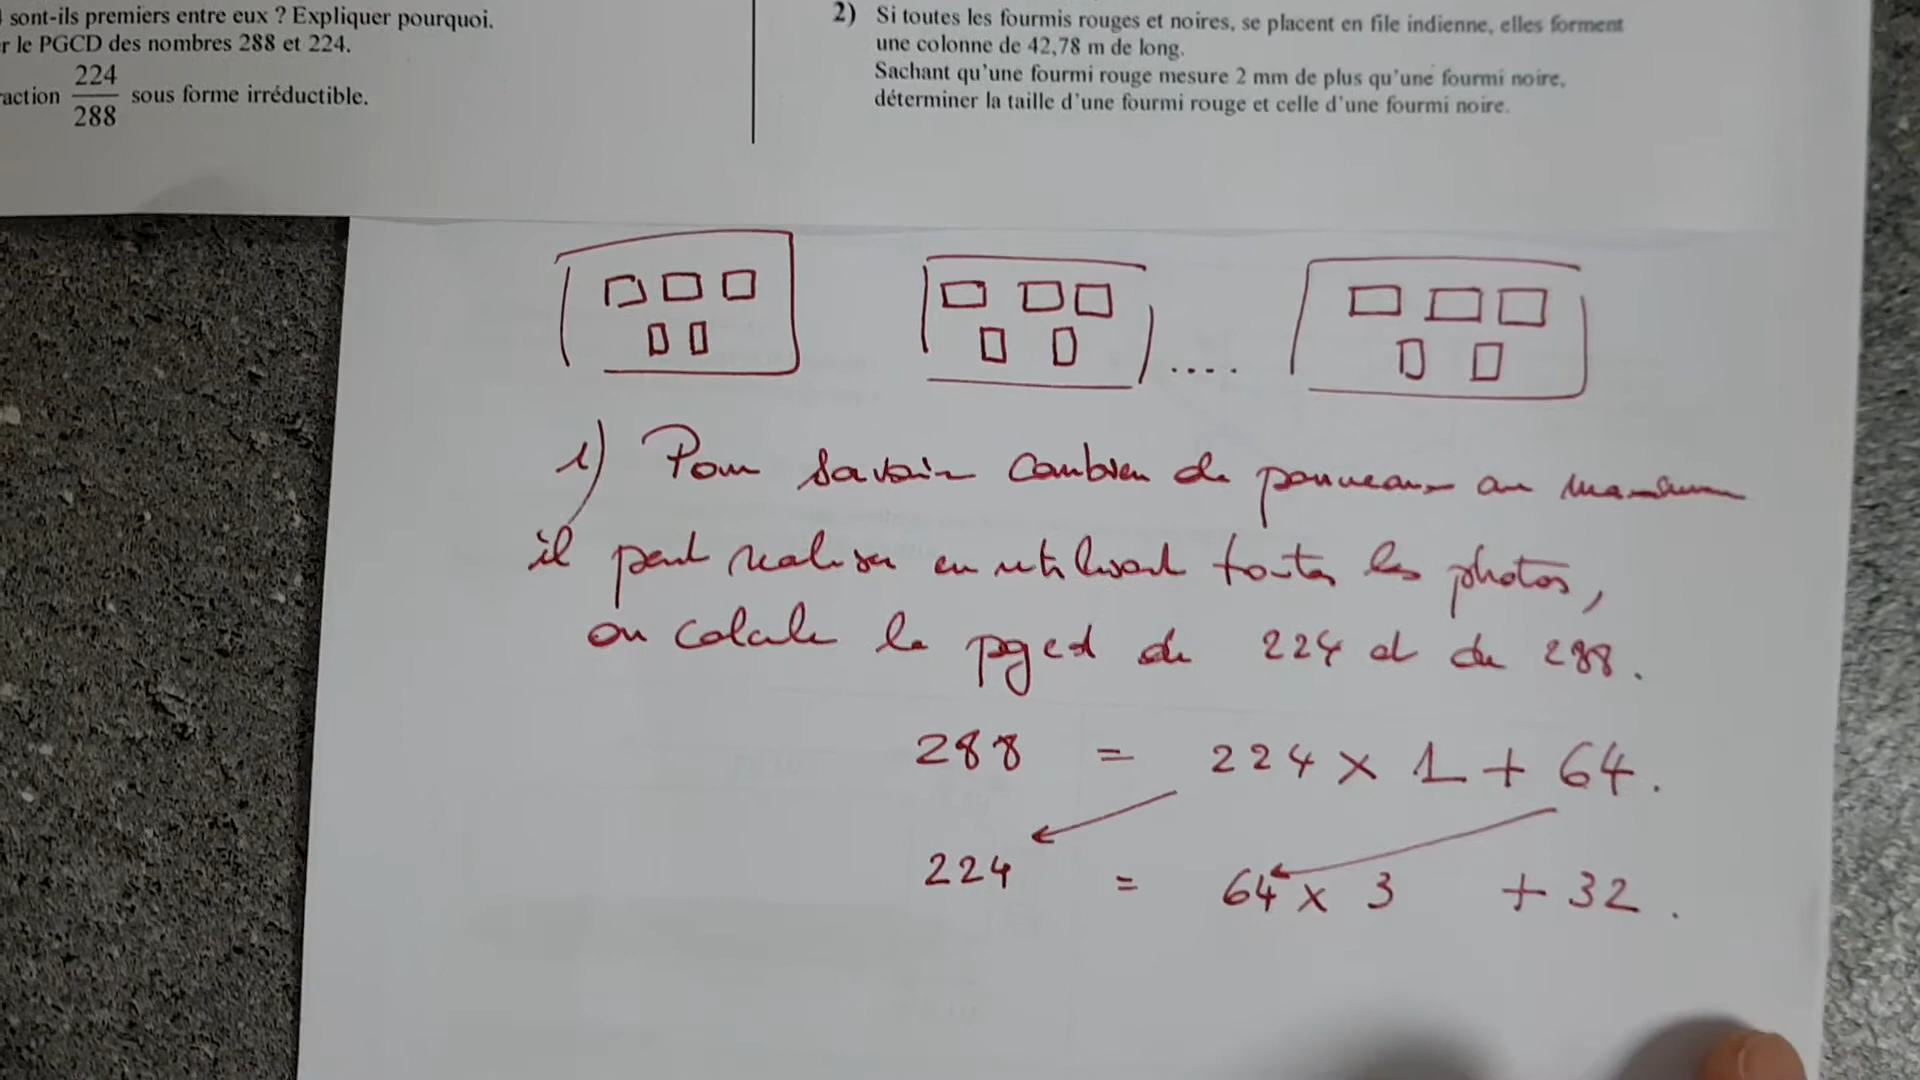 sont-ils premiers entre eux ? Expliquer pourquoi.
r le PGCD des nombres 288 et 224.
action 224/288 sous forme irréductible.
2) Si toutes les fourmis rouges et noires, se placent en file indienne, elles forment
une colonne de 42,78 m de long.
Sachant qu'une fourmi rouge mesure 2 mm de plus qu'une fourmi noire,
déterminer la taille d'une fourmi rouge et celle d'une fourmi noire.
....
1) Pour savoir combien de panneaux au maximum
il peut réaliser en utilisant toutes les photos,
on calcule le pgcd de 224 et de 288.
288 = 224 x 1 + 64.
224 = 64 x 3 + 32.